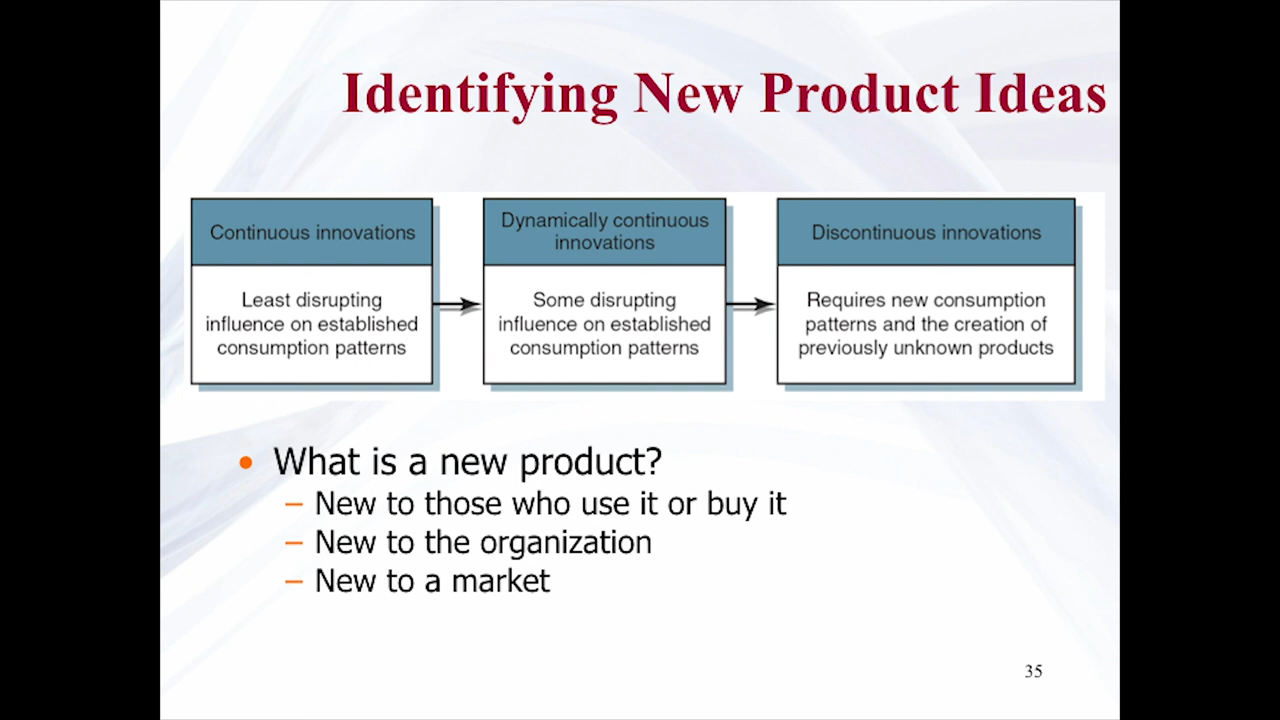 Identifying New Product Ideas
Continuous innovations
Least disrupting
influence on established
consumption patterns
Dynamically continuous
innovations
Some disrupting
influence on established
consumption patterns
Discontinuous innovations
Requires new consumption
patterns and the creation of
previously unknown products
• What is a new product?
– New to those who use it or buy it
– New to the organization
– New to a market
35